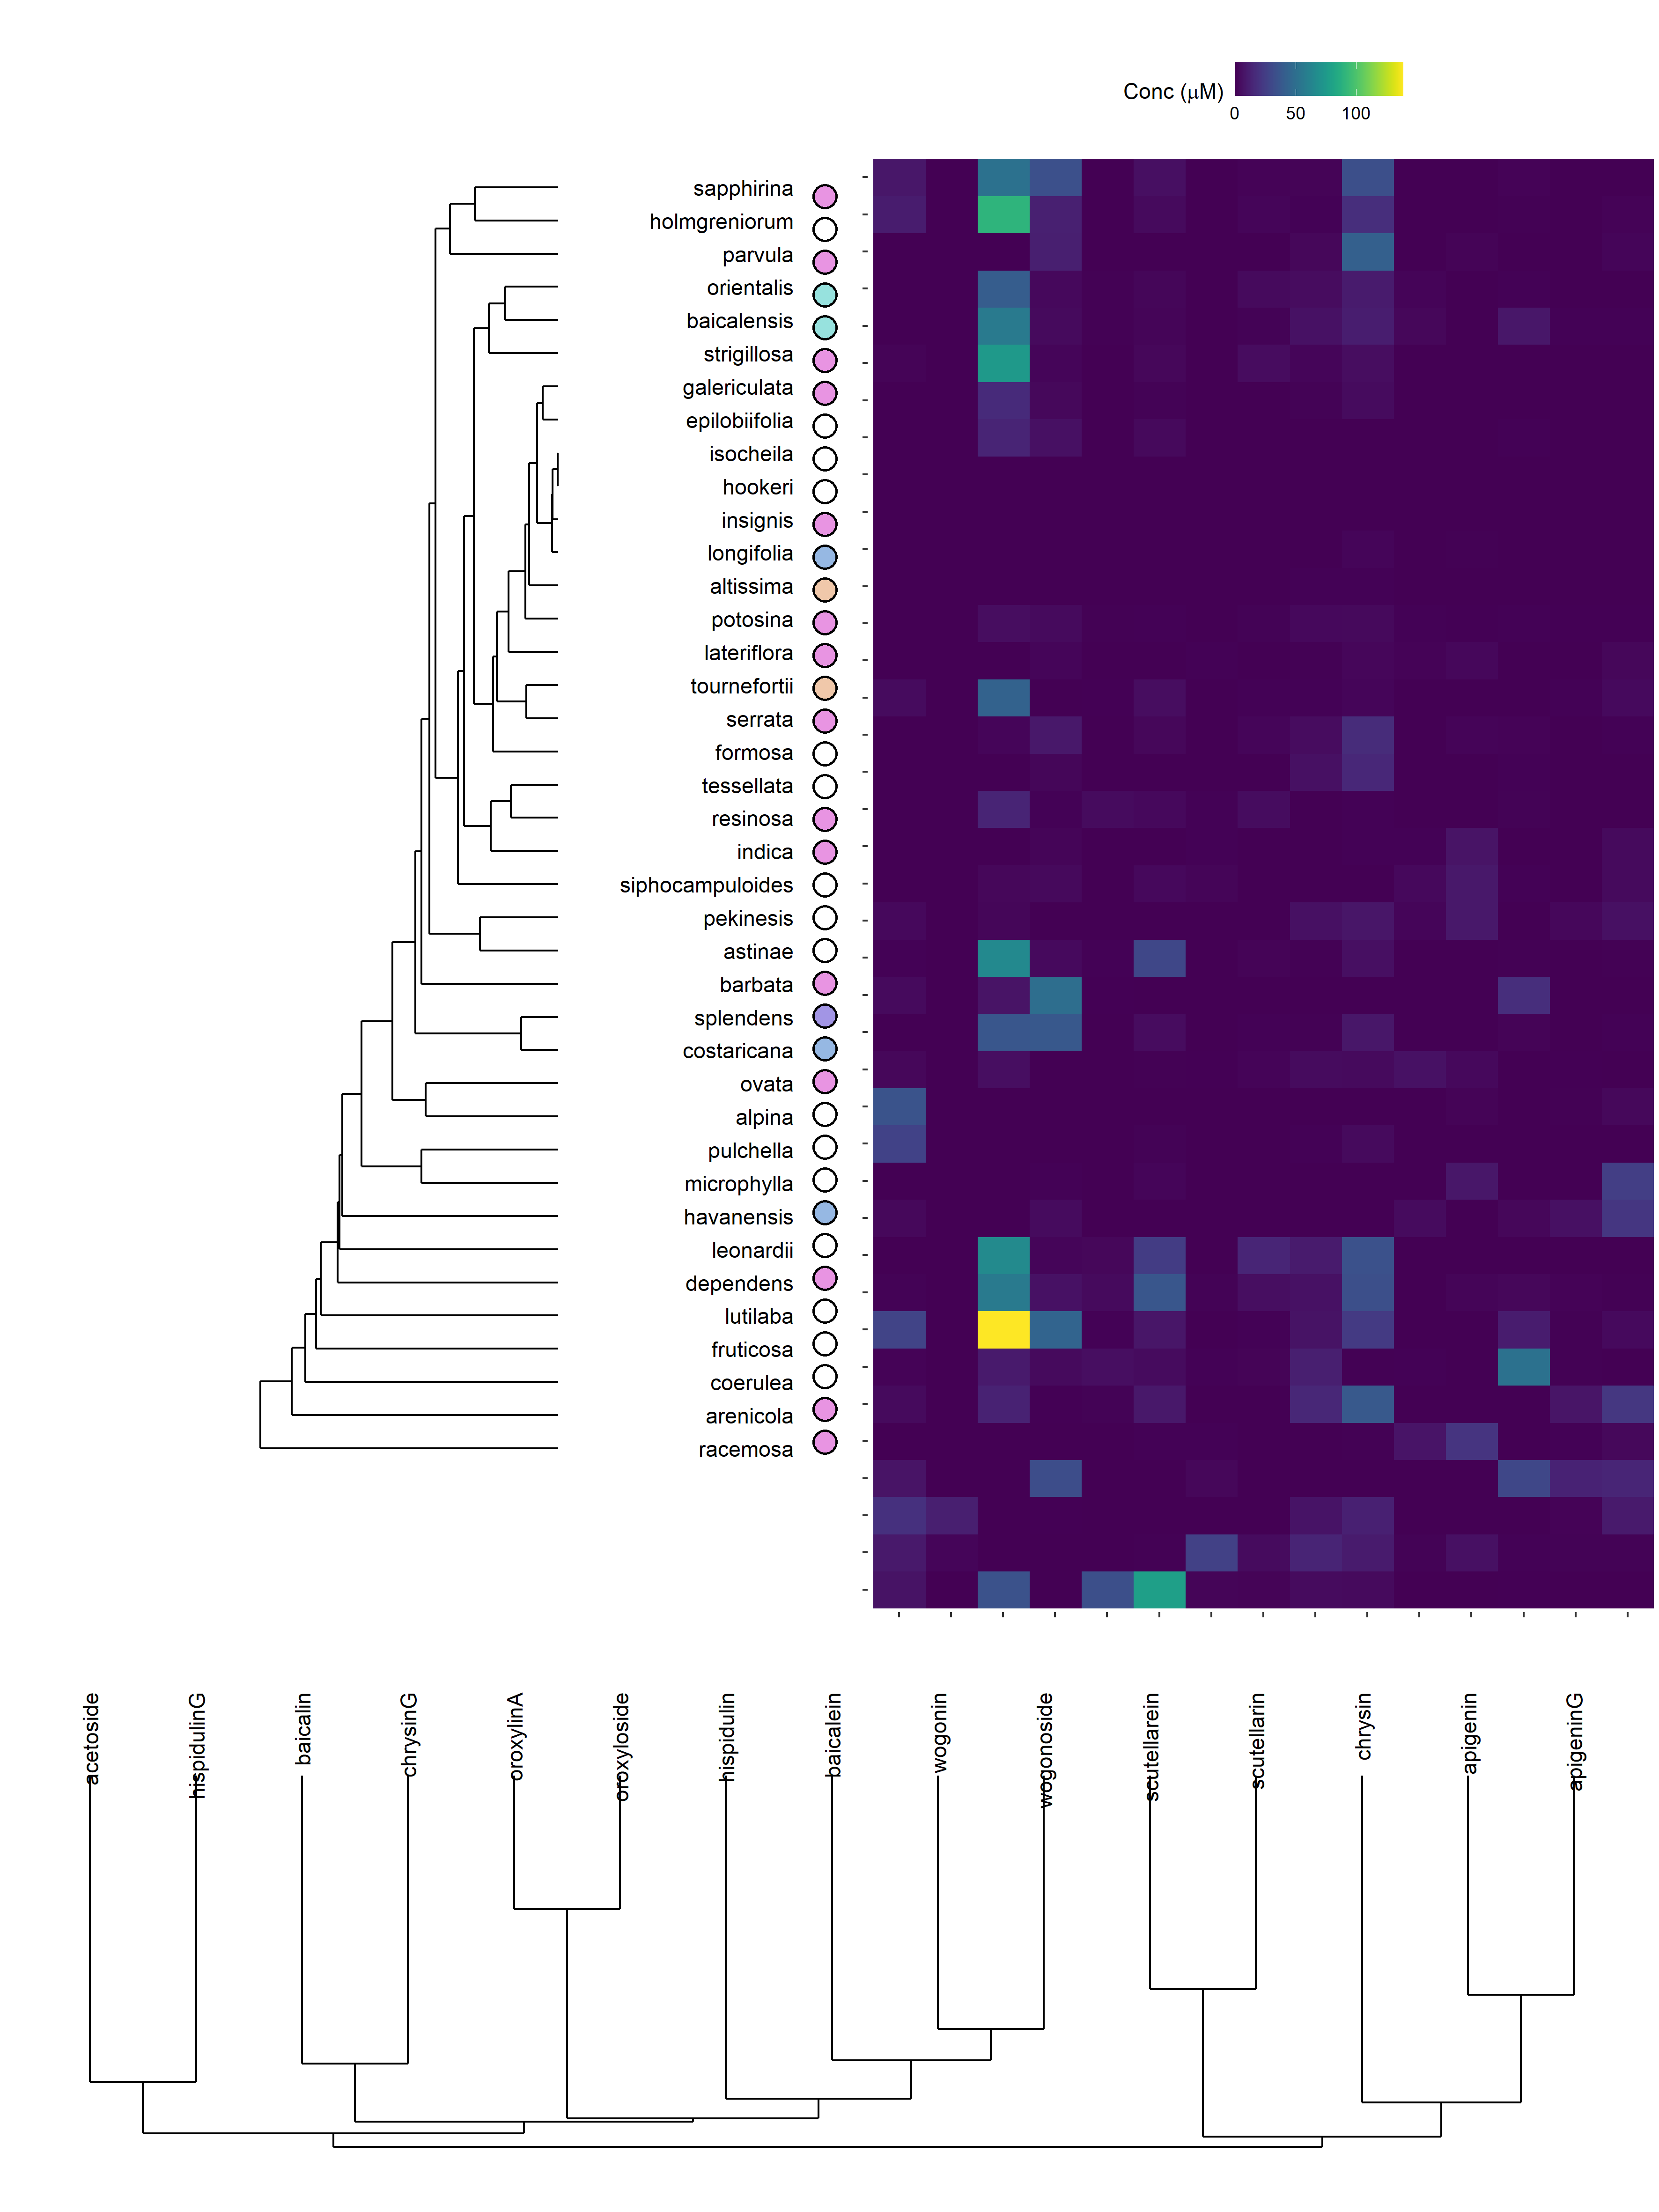 Conc (μM)
0 50 100
sapphirina
holmgreniorum
parvula
orientalis
baicalensis
strigillosa
galericulata
epilobiifolia
isocheila
hookeri
insignis
longifolia
altissima
potosina
lateriflora
tournefortii
serrata
formosa
tessellata
resinosa
indica
siphocampuloides
pekinesis
astinae
barbata
splendens
costaricana
ovata
alpina
pulchella
microphylla
havanensis
leonardii
dependens
lutilaba
fruticosa
coerulea
arenicola
racemosa
acetoside
hispidulinG
baicalin
chrysinG
oroxylinA
oroxyloside
hispidulin
baicalein
wogonin
wogonoside
scutellarein
scutellarin
chrysin
apigenin
apigeninG